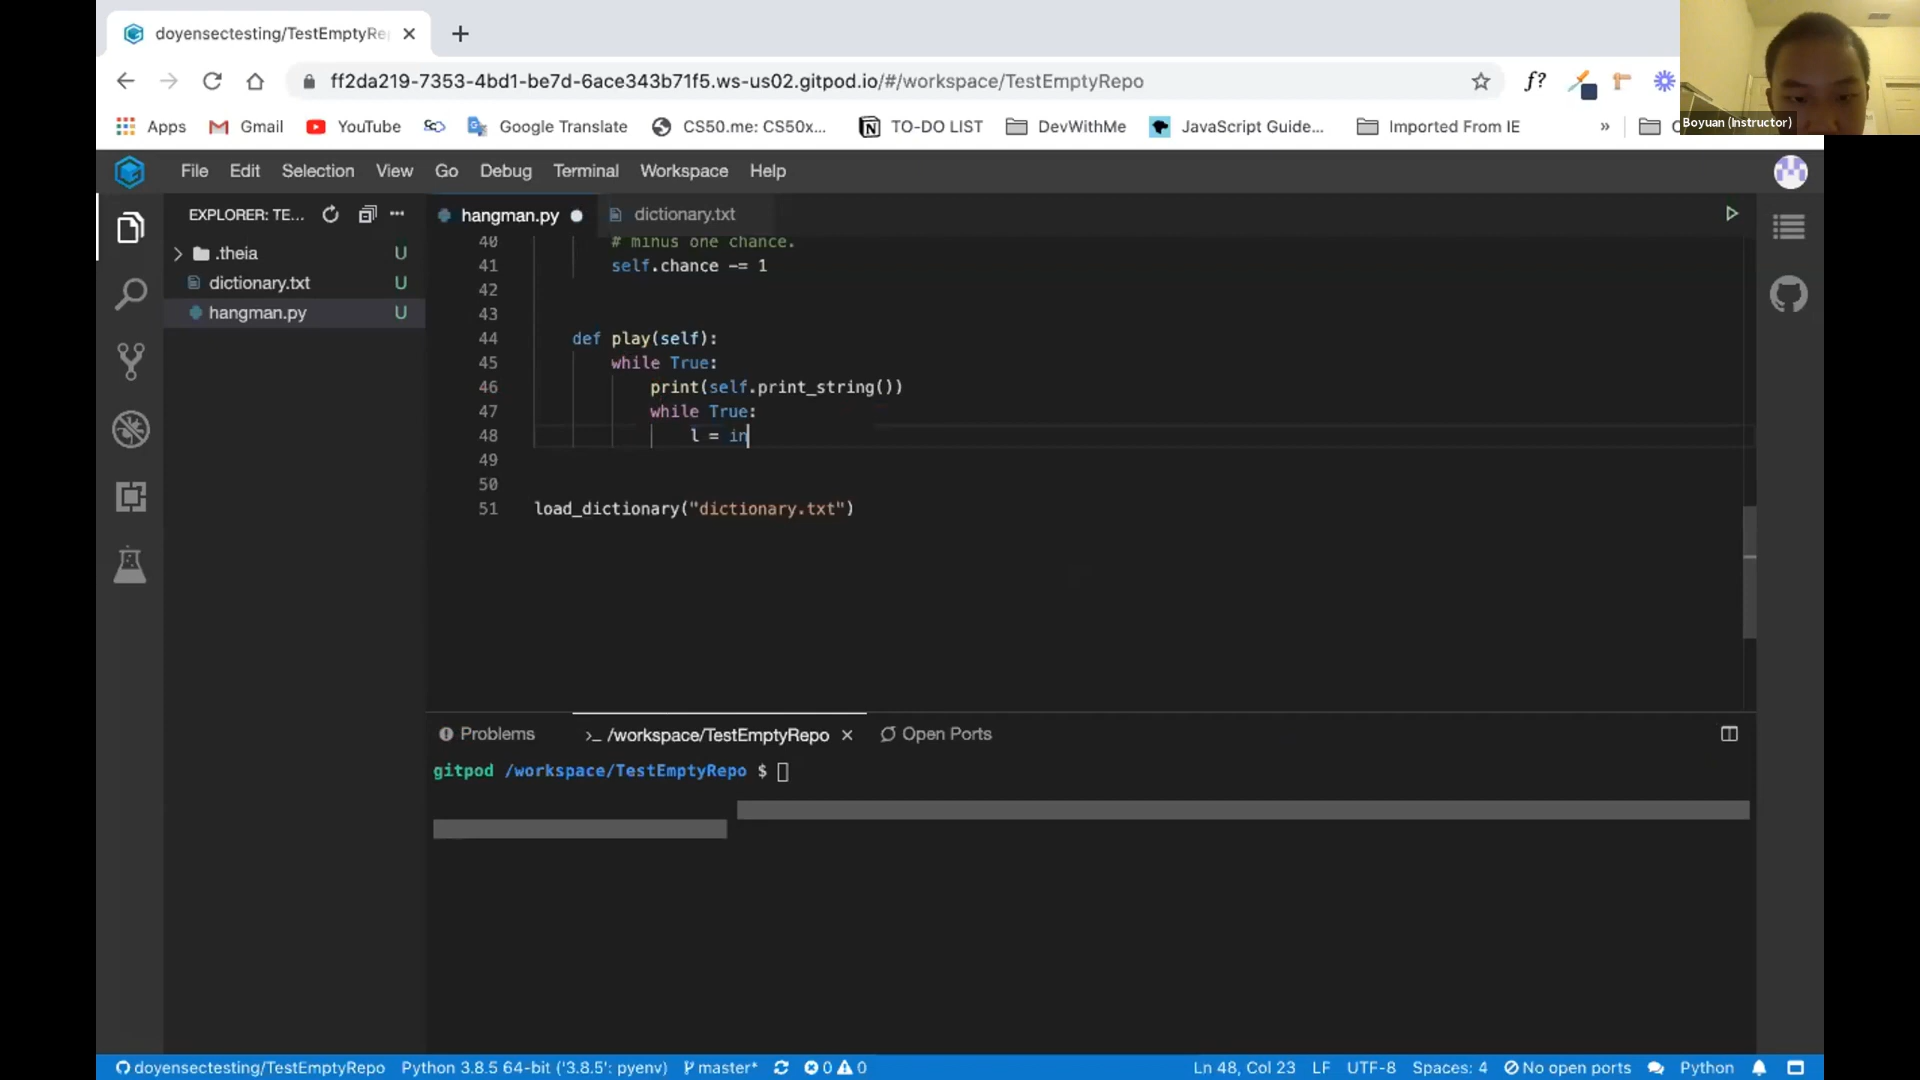 doyensectesting/TestEmptyRe
ff2da219-7353-4bd1-be7d-6ace343b71f5.ws-us02.gitpod.io/#/workspace/TestEmptyRepo
f?
Boyuan (Instructor)
Apps Gmail YouTube Google Translate CS50.me: CS50x... TO-DO LIST DevWithMe JavaScript Guide... Imported From IE »
File Edit Selection View Go Debug Terminal Workspace Help
EXPLORER: TE... ...
hangman.py dictionary.txt
.theia U
dictionary.txt U
hangman.py U
40 # minus one chance.
41 self.chance -= 1
42
43
44 def play(self):
45 while True:
46 print(self.print_string())
47 while True:
48 l = in
49
50
51 load_dictionary("dictionary.txt")
Problems >_ /workspace/TestEmptyRepo Open Ports
gitpod /workspace/TestEmptyRepo $
doyensectesting/TestEmptyRepo Python 3.8.5 64-bit ('3.8.5': pyenv) master* 0 0 Ln 48, Col 23 LF UTF-8 Spaces: 4 No open ports Python